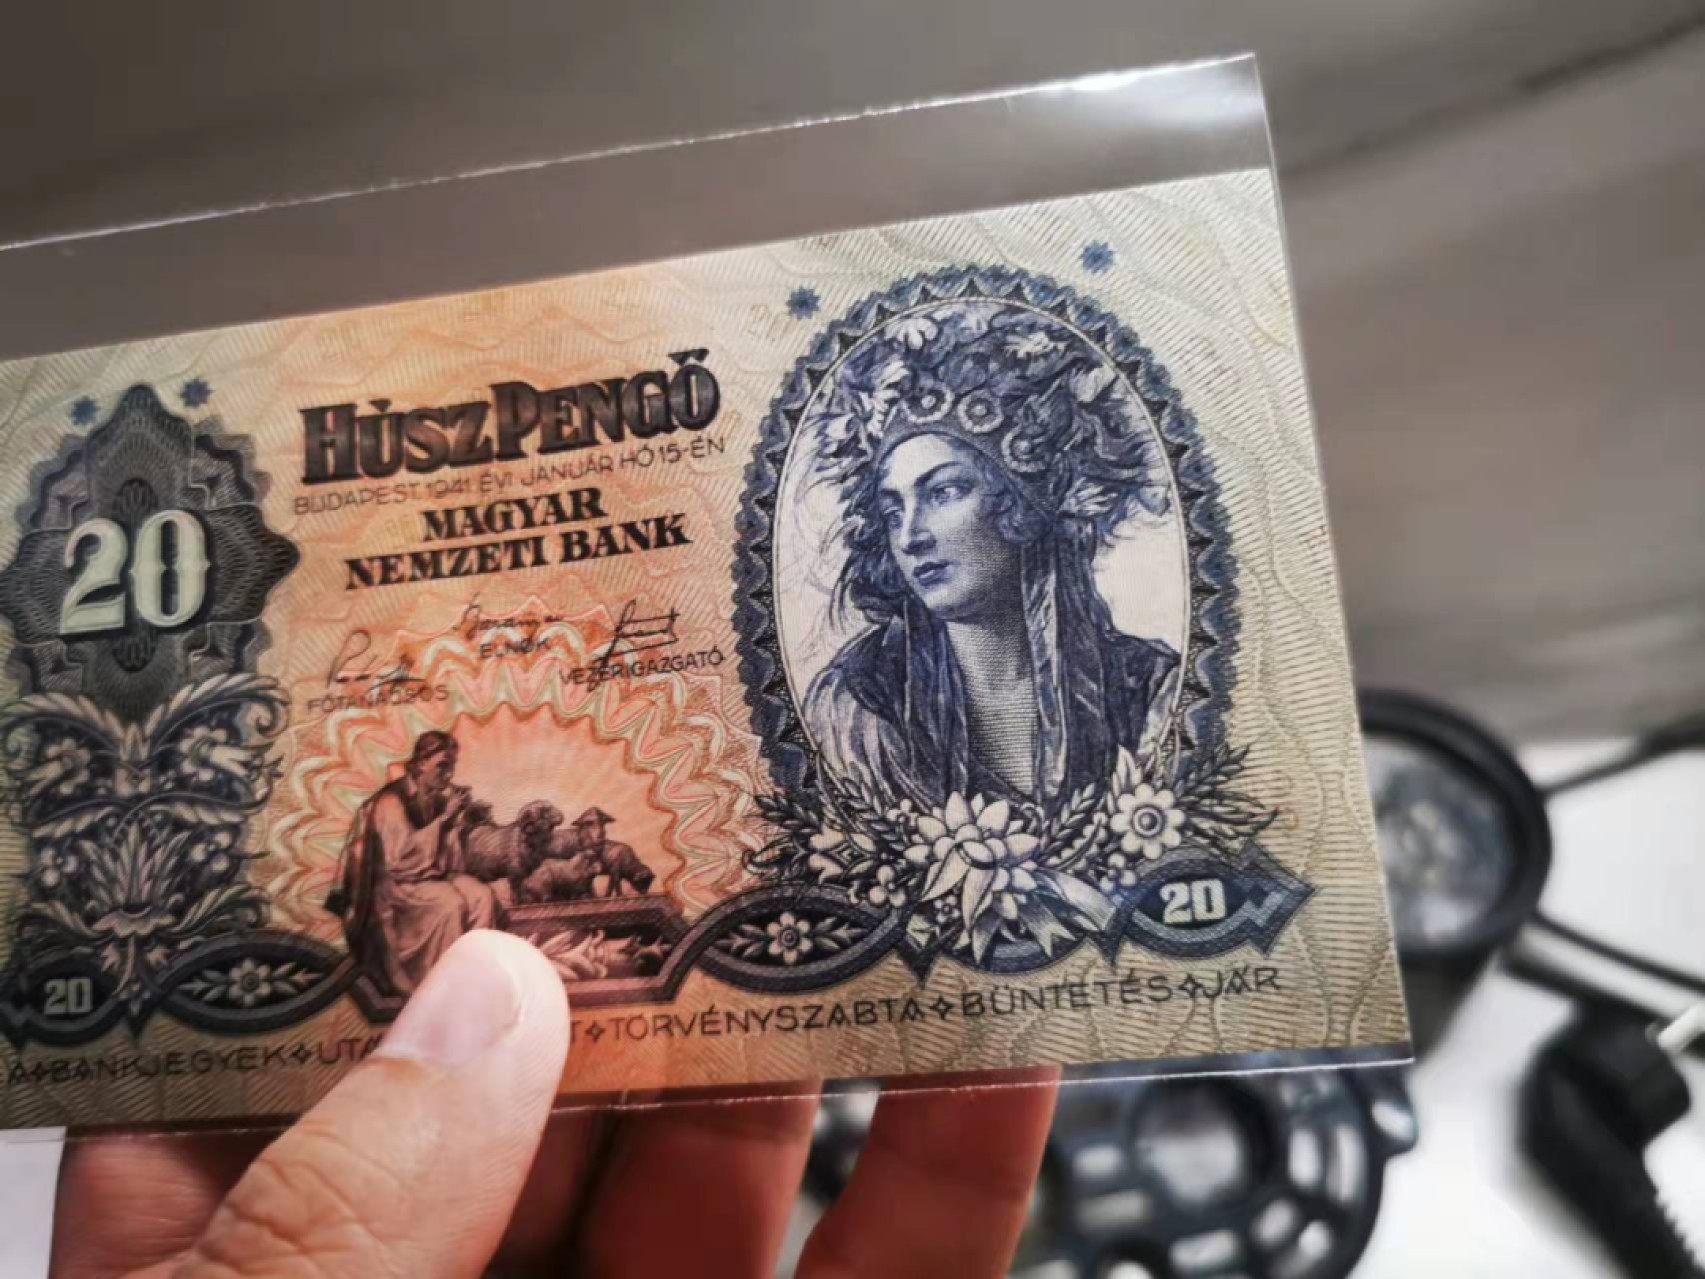 HÚSZ PENGŐ
BUDAPEST, 1941. ÉVI JANUÁR HÓ 15-ÉN
MAGYAR
NEMZETI BANK
20
ELNÖK
FŐTANÁCSOS
VEZÉRIGAZGATÓ
20
20
A BANKJEGYEK UTÁ
T TÖRVÉNYSZABTA BÜNTETÉS JÁR